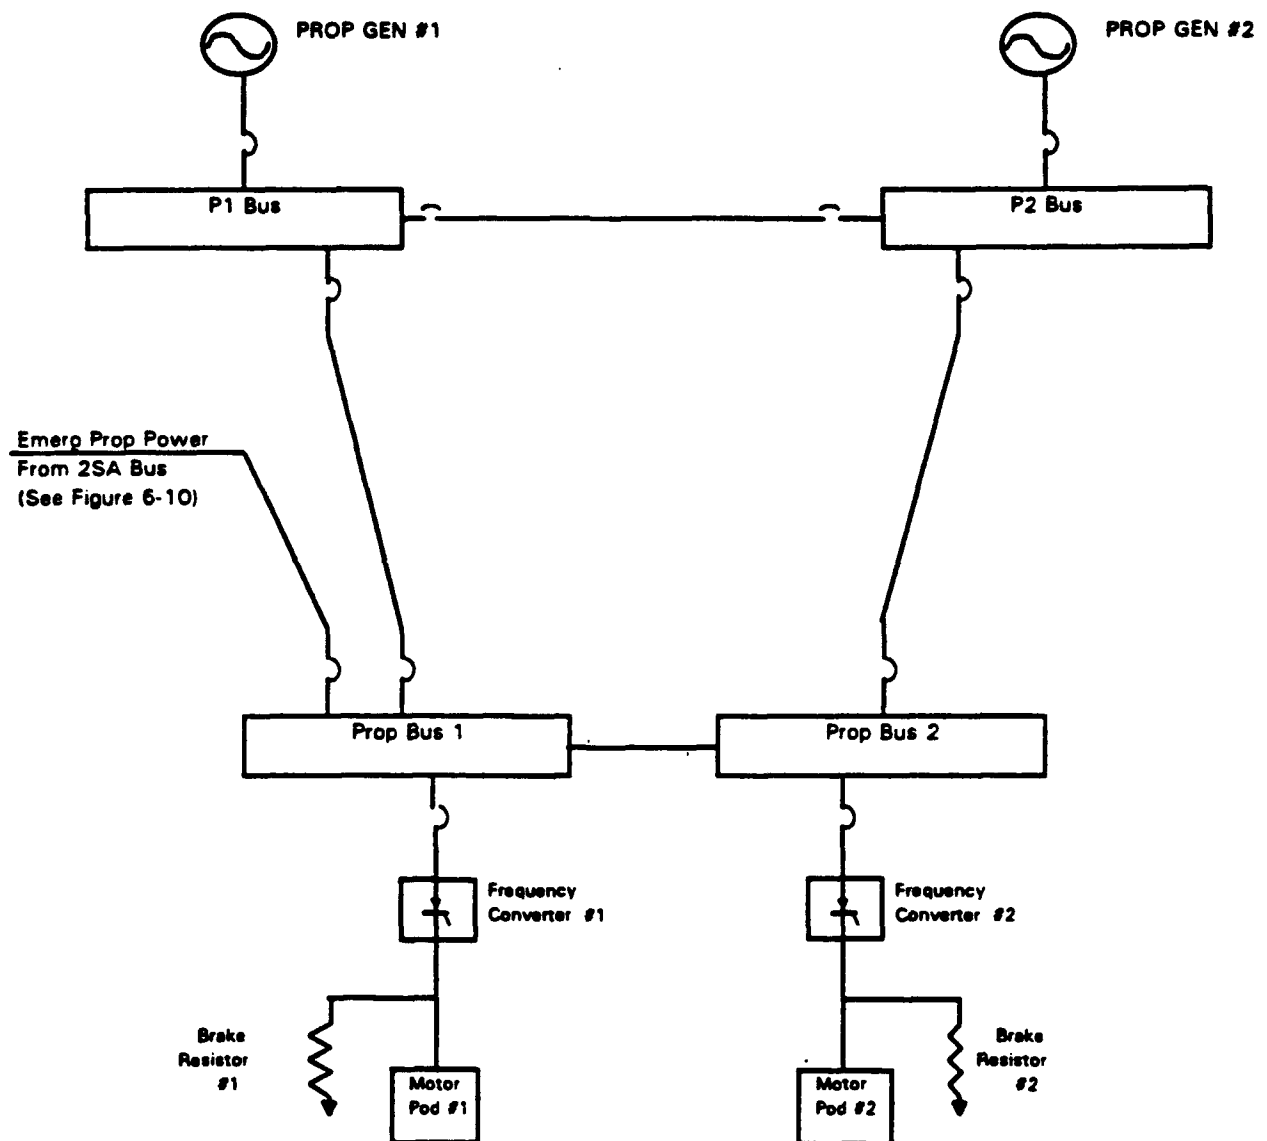 PROP GEN #1
PROP GEN #2
P1 Bus
P2 Bus
Emerg Prop Power
From 2SA Bus
(See Figure 6-10)
Prop Bus 1
Prop Bus 2
Frequency
Converter #1
Frequency
Converter #2
Brake
Resistor
#1
Motor
Pod #1
Motor
Pod #2
Brake
Resistor
#2